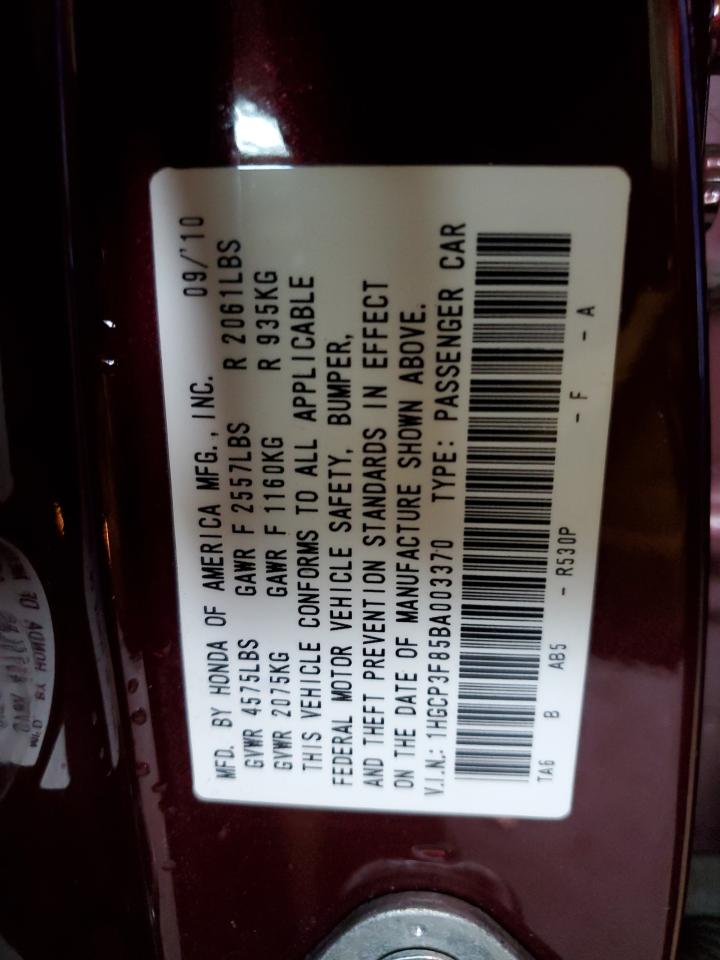 MFD. BY HONDA OF AMERICA MFG., INC. 09/'10
GVWR 4575LBS GAWR F 2557LBS R 2061LBS
GVWR 2075KG GAWR F 1160KG R 935KG
THIS VEHICLE CONFORMS TO ALL APPLICABLE
FEDERAL MOTOR VEHICLE SAFETY, BUMPER,
AND THEFT PREVENTION STANDARDS IN EFFECT
ON THE DATE OF MANUFACTURE SHOWN ABOVE.
V.I.N.: 1HGCP3F85BA003370 TYPE: PASSENGER CAR
TA6 B AB5 - R530P - F - A
HONDA